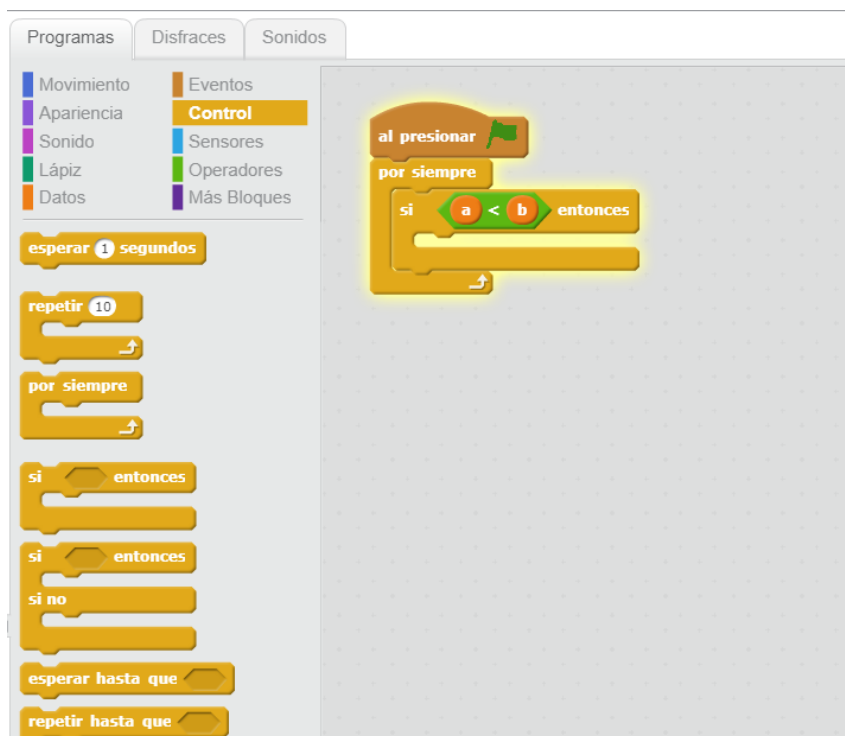 Programas Disfraces Sonidos
Movimiento Eventos
Apariencia Control
Sonido Sensores
Lápiz Operadores
Datos Más Bloques
esperar 1 segundos
repetir 10
por siempre
si entonces
si entonces
si no
esperar hasta que
repetir hasta que
al presionar
por siempre
si a < b entonces